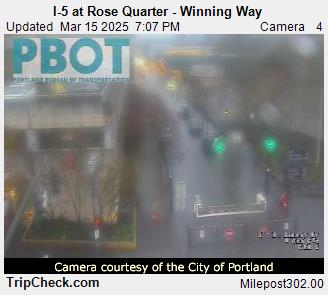 I-5 at Rose Quarter - Winning Way
Updated Mar 15 2025 7:07 PM Camera 4
PBOT
PORTLAND BUREAU OF TRANSPORTATION
Camera courtesy of the City of Portland
TripCheck.com Milepost302.00